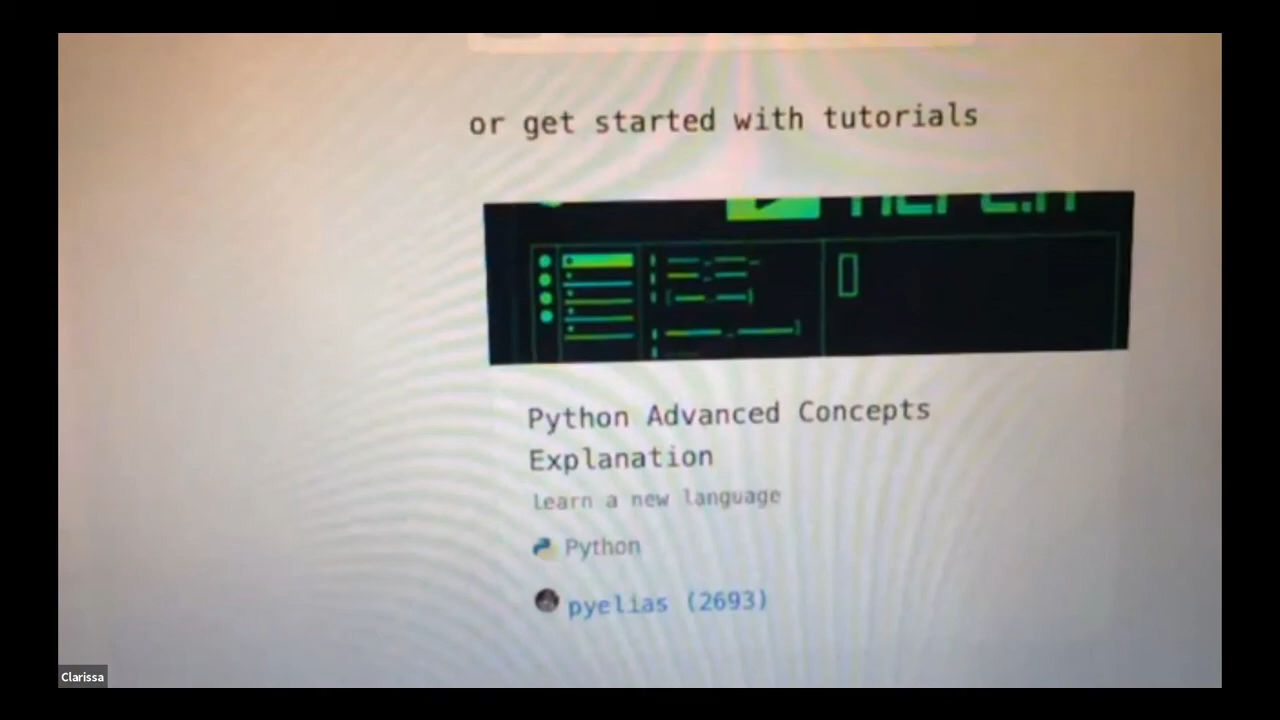 or get started with tutorials
Python Advanced Concepts
Explanation
learn a new language
Python
pyelias (2693)
Clarissa